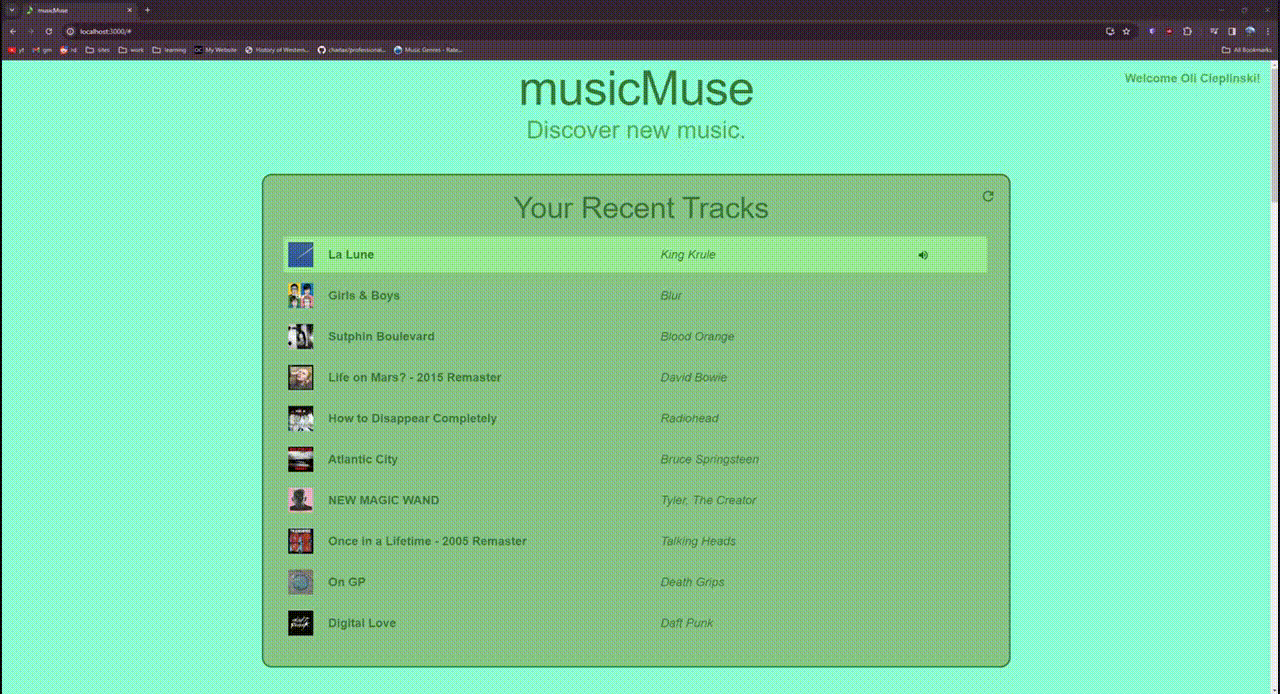 musicMuse
localhost:3000/#
yt
gm
rd
sites
work
learning
My Website
History of Western...
charlax/professional...
Music Genres - Rate...
All Bookmarks
musicMuse
Welcome Oli Cieplinski!
Discover new music.
Your Recent Tracks
La Lune King Krule
Girls & Boys Blur
Sutphin Boulevard Blood Orange
Life on Mars? - 2015 Remaster David Bowie
How to Disappear Completely Radiohead
Atlantic City Bruce Springsteen
NEW MAGIC WAND Tyler, The Creator
Once in a Lifetime - 2005 Remaster Talking Heads
On GP Death Grips
Digital Love Daft Punk